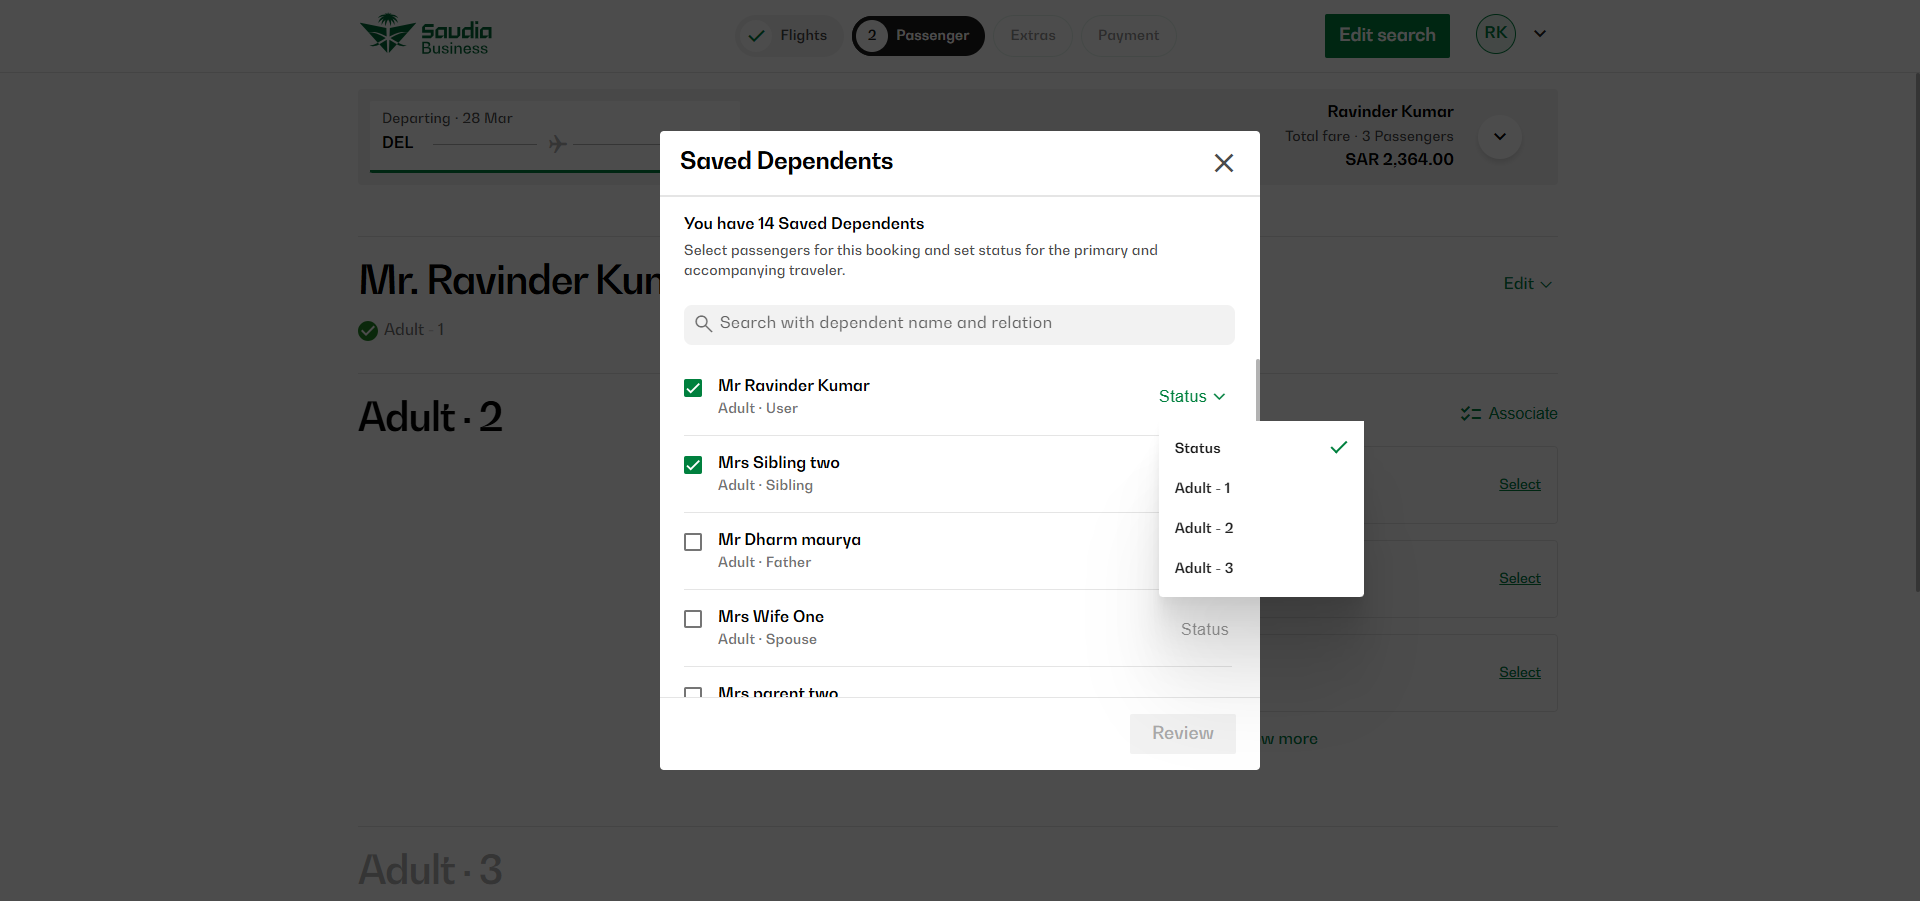 Saudia
Business
Flights
2 Passenger
Extras
Payment
Edit search
RK
Departing · 28 Mar
DEL
Ravinder Kumar
Total fare · 3 Passengers
SAR 2,364.00
Mr. Ravinder Kum
Adult - 1
Edit
Adult · 2
Associate
Select
Select
Select
w more
Adult · 3
Saved Dependents
You have 14 Saved Dependents
Select passengers for this booking and set status for the primary and
accompanying traveler.
Search with dependent name and relation
Mr Ravinder Kumar
Adult · User
Status
Status
Adult - 1
Adult - 2
Adult - 3
Mrs Sibling two
Adult · Sibling
Mr Dharm maurya
Adult · Father
Mrs Wife One
Adult · Spouse
Status
Mrs parent two
Review